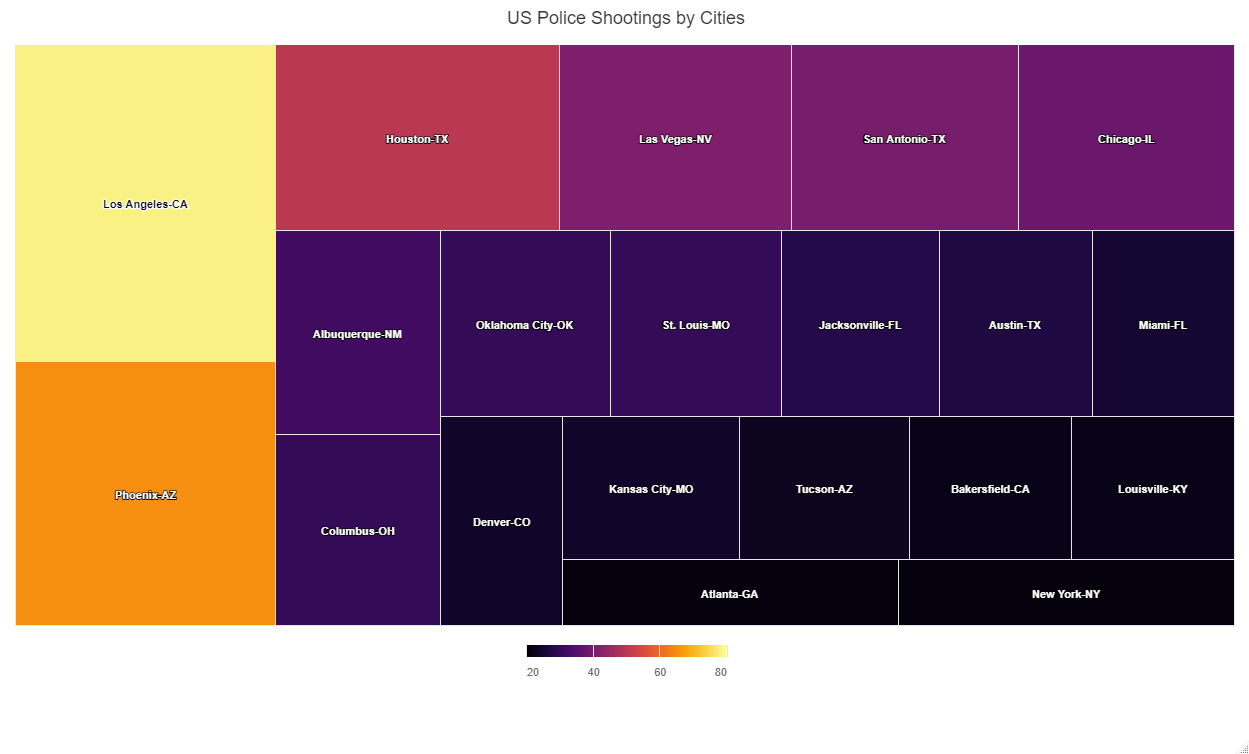 US Police Shootings by Cities
Los Angeles-CA
Phoenix-AZ
Houston-TX
Las Vegas-NV
San Antonio-TX
Chicago-IL
Albuquerque-NM
Columbus-OH
Oklahoma City-OK
St. Louis-MO
Jacksonville-FL
Austin-TX
Miami-FL
Denver-CO
Kansas City-MO
Tucson-AZ
Bakersfield-CA
Louisville-KY
Atlanta-GA
New York-NY
20 40 60 80